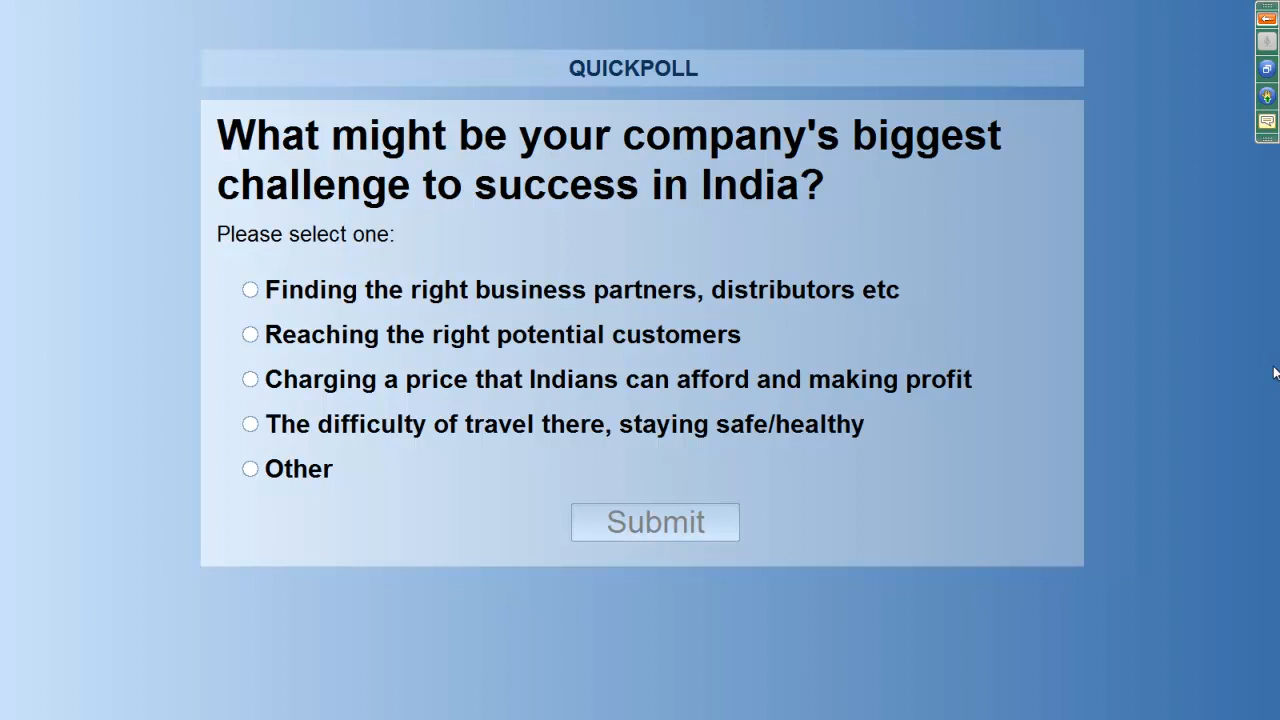 QUICKPOLL
What might be your company's biggest
challenge to success in India?
Please select one:
Finding the right business partners, distributors etc
Reaching the right potential customers
Charging a price that Indians can afford and making profit
The difficulty of travel there, staying safe/healthy
Other
Submit